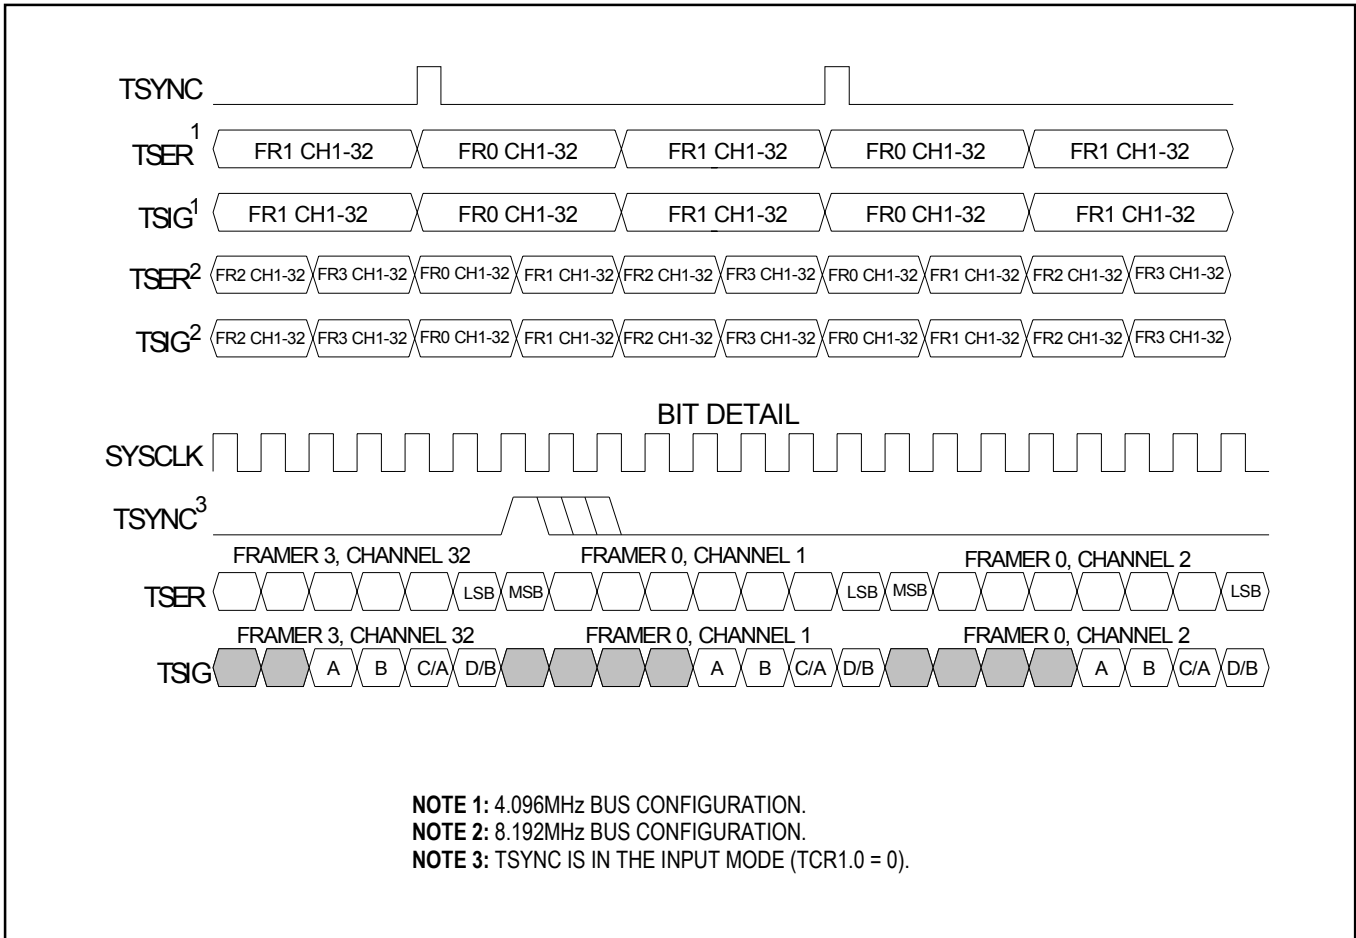 TSYNC
TSER1 FR1 CH1-32 FR0 CH1-32 FR1 CH1-32 FR0 CH1-32 FR1 CH1-32
TSIG1 FR1 CH1-32 FR0 CH1-32 FR1 CH1-32 FR0 CH1-32 FR1 CH1-32
TSER2 FR2 CH1-32 FR3 CH1-32 FR0 CH1-32 FR1 CH1-32 FR2 CH1-32 FR3 CH1-32 FR0 CH1-32 FR1 CH1-32 FR2 CH1-32 FR3 CH1-32
TSIG2 FR2 CH1-32 FR3 CH1-32 FR0 CH1-32 FR1 CH1-32 FR2 CH1-32 FR3 CH1-32 FR0 CH1-32 FR1 CH1-32 FR2 CH1-32 FR3 CH1-32
BIT DETAIL
SYSCLK
TSYNC3
FRAMER 3, CHANNEL 32 FRAMER 0, CHANNEL 1 FRAMER 0, CHANNEL 2
TSER LSB MSB LSB MSB LSB
FRAMER 3, CHANNEL 32 FRAMER 0, CHANNEL 1 FRAMER 0, CHANNEL 2
TSIG A B C/A D/B A B C/A D/B A B C/A D/B
NOTE 1: 4.096MHz BUS CONFIGURATION.
NOTE 2: 8.192MHz BUS CONFIGURATION.
NOTE 3: TSYNC IS IN THE INPUT MODE (TCR1.0 = 0).